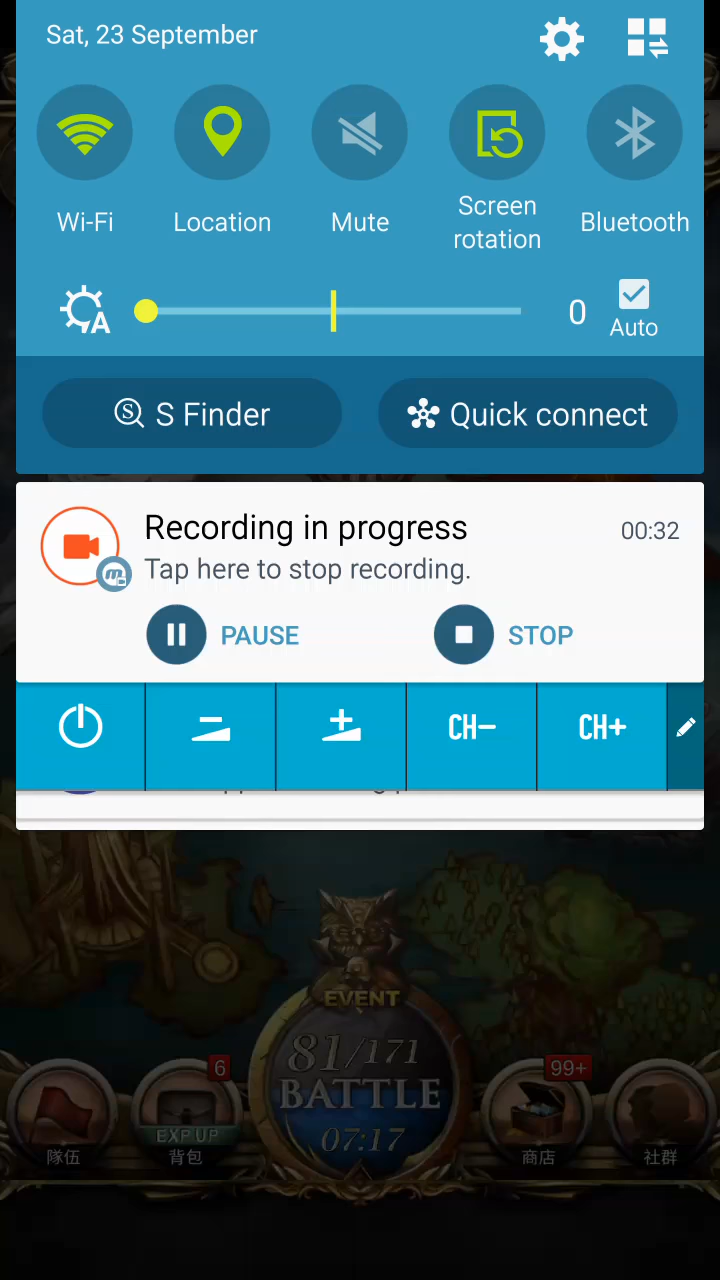 Sat, 23 September
Wi-Fi
Location
Mute
Screen
rotation
Bluetooth
A
0
Auto
S Finder
Quick connect
Recording in progress
00:32
Tap here to stop recording.
PAUSE
STOP
CH−
CH+
EVENT
81/171
BATTLE
07:17
6
99+
EXP UP
隊伍
背包
商店
社群